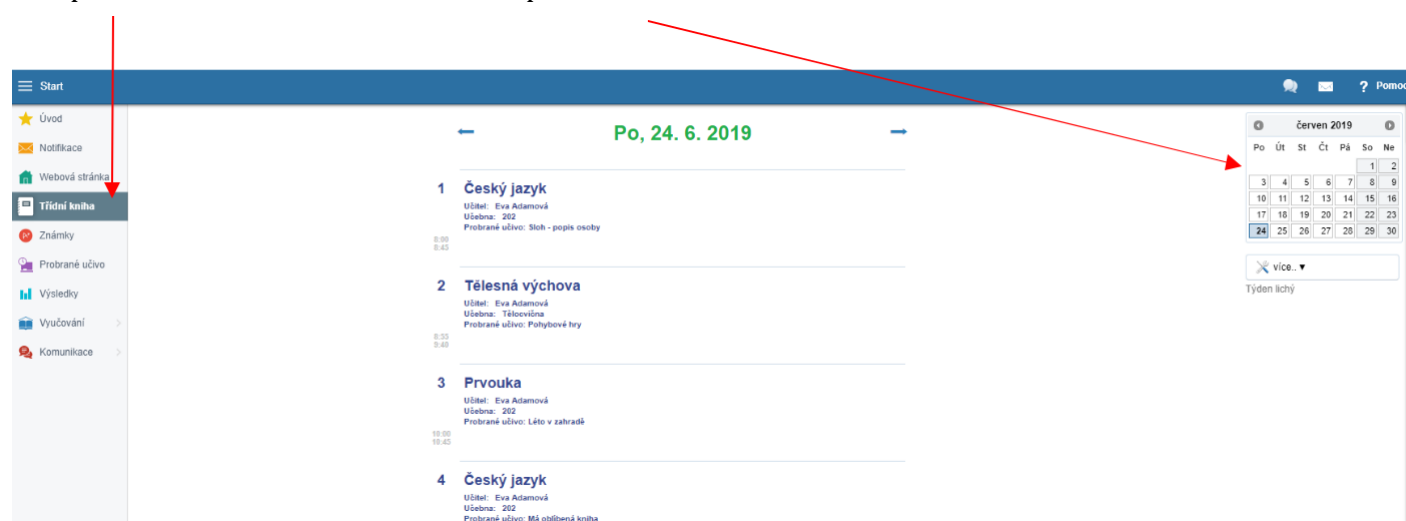 Start
Pomoc
Úvod
Notifikace
Webová stránka
Třídní kniha
Známky
Probrané učivo
Výsledky
Vyučování
Komunikace
Po, 24. 6. 2019
1 Český jazyk
Učitel: Eva Adamová
Učebna: 202
Probrané učivo: Sloh - popis osoby
8:00
8:45
2 Tělesná výchova
Učitel: Eva Adamová
Učebna: Tělocvična
Probrané učivo: Pohybové hry
8:55
9:40
3 Prvouka
Učitel: Eva Adamová
Učebna: 202
Probrané učivo: Léto v zahradě
10:00
10:45
4 Český jazyk
Učitel: Eva Adamová
Učebna: 202
Probrané učivo: Má oblíbená kniha
červen 2019
Po Út St Čt Pá So Ne
1 2
3 4 5 6 7 8 9
10 11 12 13 14 15 16
17 18 19 20 21 22 23
24 25 26 27 28 29 30
více.. ▼
Týden lichý